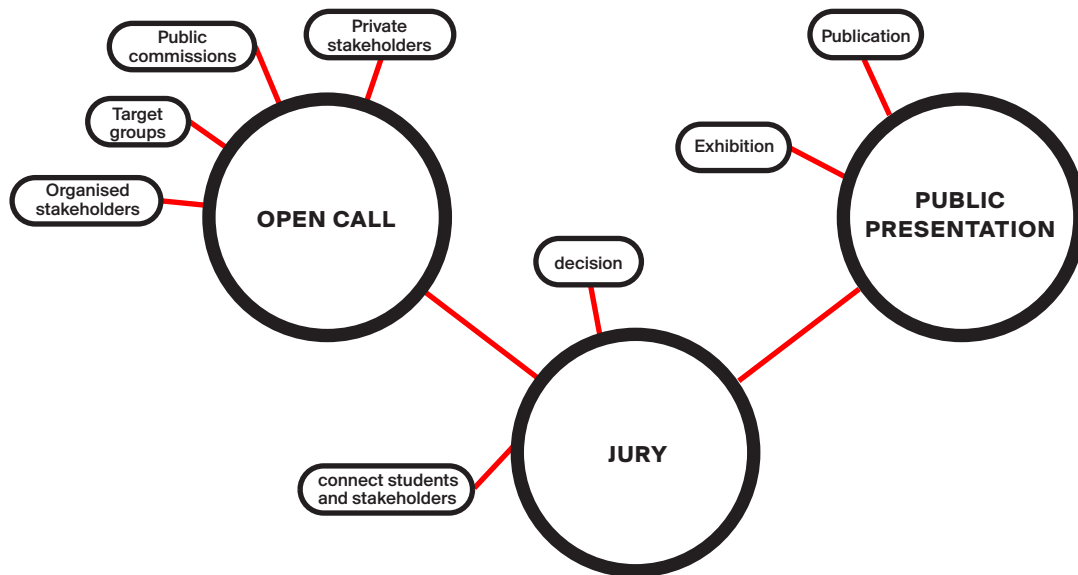 Public
commissions
Private
stakeholders
Target
groups
Organised
stakeholders
OPEN CALL
Publication
Exhibition
PUBLIC
PRESENTATION
decision
JURY
connect students
and stakeholders